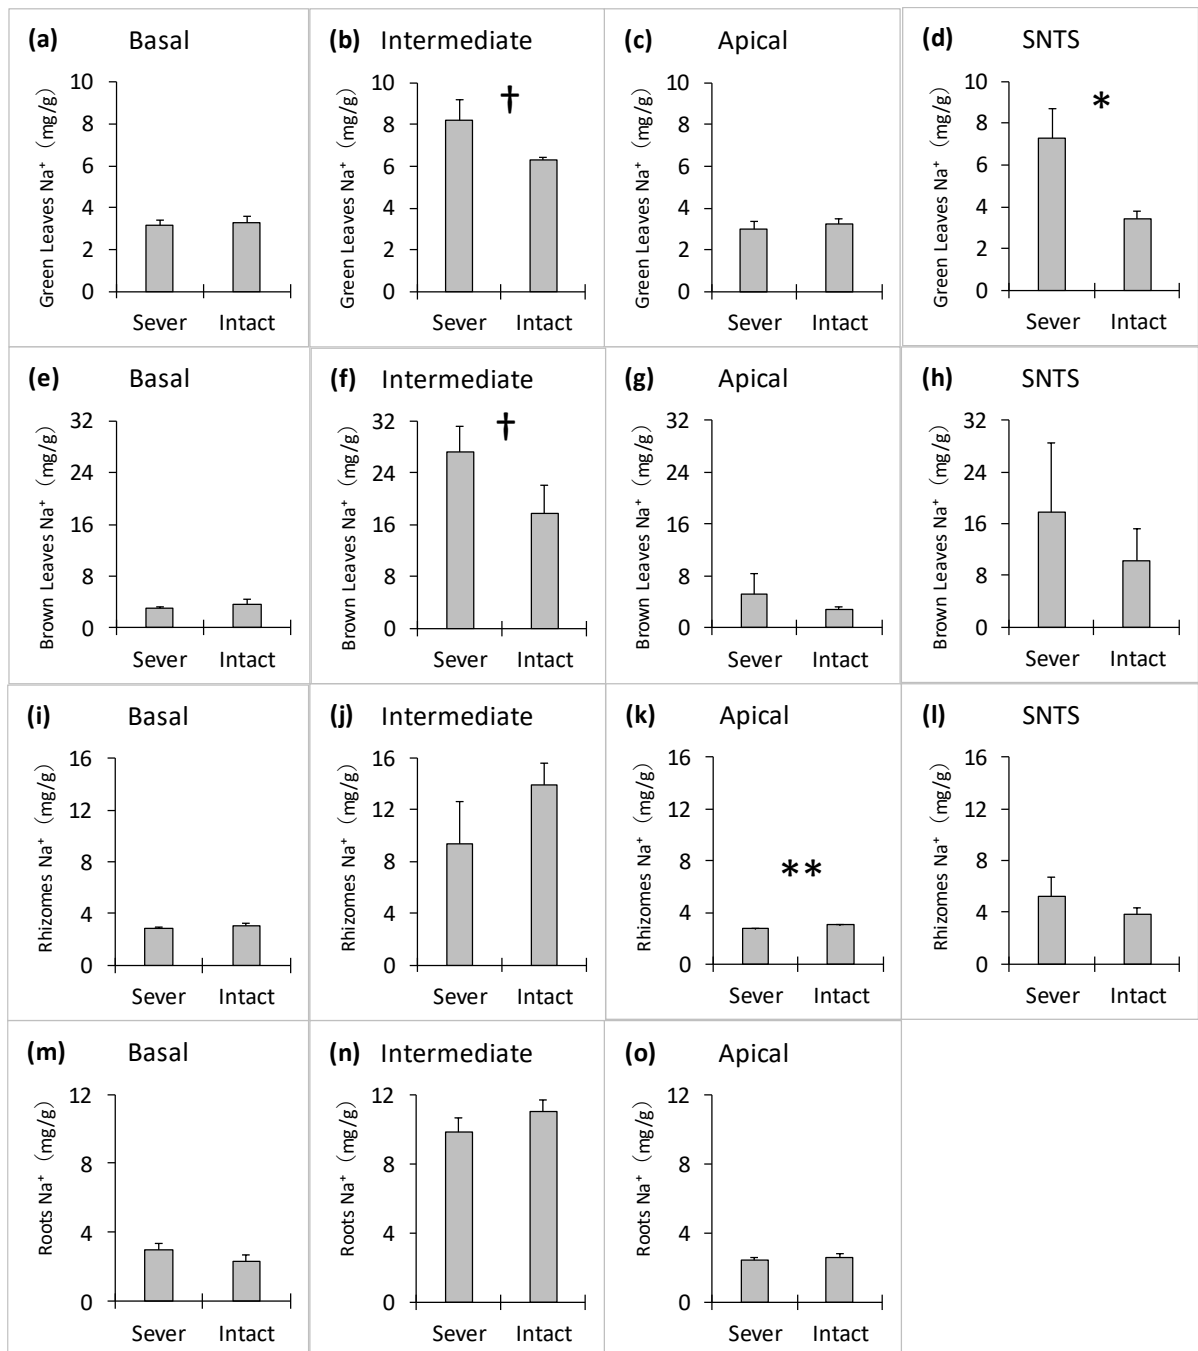 (a) Basal
Green Leaves Na⁺ (mg/g)
10
8
6
4
2
0
Sever Intact
(b) Intermediate
†
Green Leaves Na⁺ (mg/g)
10
8
6
4
2
0
Sever Intact
(c) Apical
Green Leaves Na⁺ (mg/g)
10
8
6
4
2
0
Sever Intact
(d) SNTS
*
Green Leaves Na⁺ (mg/g)
10
8
6
4
2
0
Sever Intact
(e) Basal
Brown Leaves Na⁺ (mg/g)
32
24
16
8
0
Sever Intact
(f) Intermediate
†
Brown Leaves Na⁺ (mg/g)
32
24
16
8
0
Sever Intact
(g) Apical
Brown Leaves Na⁺ (mg/g)
32
24
16
8
0
Sever Intact
(h) SNTS
Brown Leaves Na⁺ (mg/g)
32
24
16
8
0
Sever Intact
(i) Basal
Rhizomes Na⁺ (mg/g)
16
12
8
4
0
Sever Intact
(j) Intermediate
Rhizomes Na⁺ (mg/g)
16
12
8
4
0
Sever Intact
(k) Apical
**
Rhizomes Na⁺ (mg/g)
16
12
8
4
0
Sever Intact
(l) SNTS
Rhizomes Na⁺ (mg/g)
16
12
8
4
0
Sever Intact
(m) Basal
Roots Na⁺ (mg/g)
12
8
4
0
Sever Intact
(n) Intermediate
Roots Na⁺ (mg/g)
12
8
4
0
Sever Intact
(o) Apical
Roots Na⁺ (mg/g)
12
8
4
0
Sever Intact